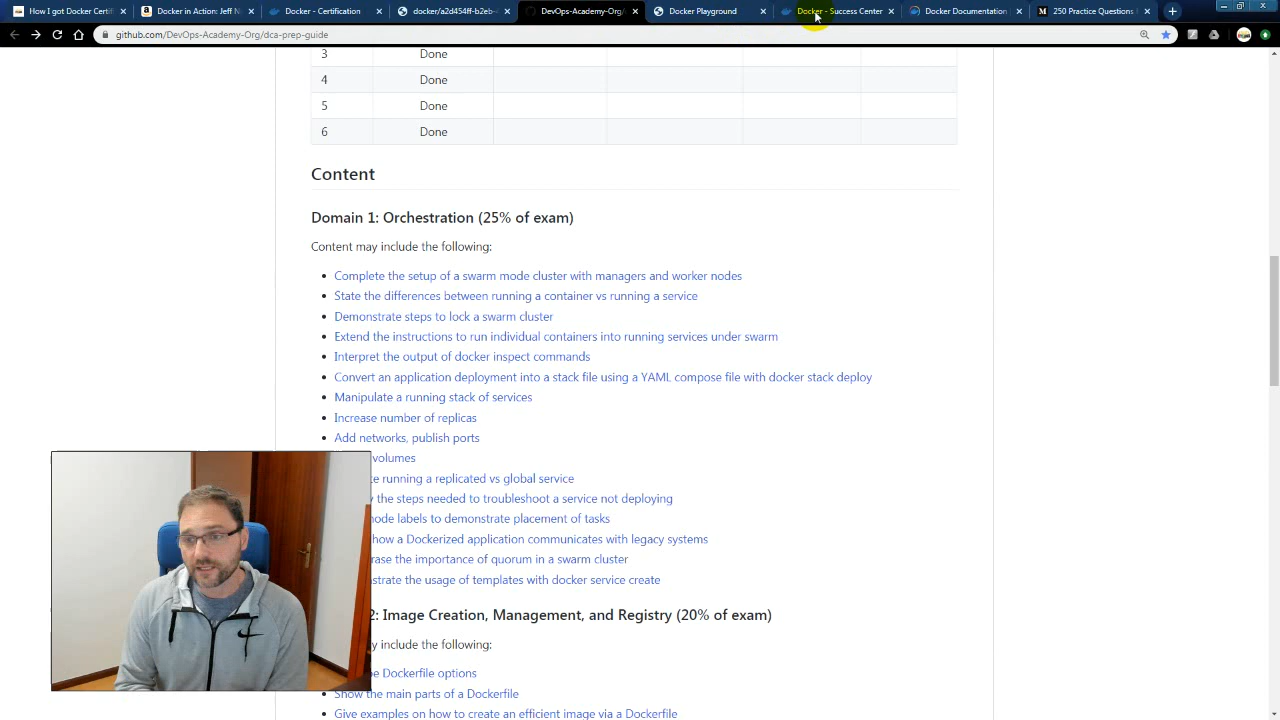 How I got Docker Certif
Docker in Action: Jeff N
Docker - Certification
docker/a2d454ff-b2eb-4
DevOps-Academy-Org/
Docker Playground
Docker - Success Center
Docker Documentation
250 Practice Questions
github.com/DevOps-Academy-Org/dca-prep-guide
3 Done
4 Done
5 Done
6 Done
Content
Domain 1: Orchestration (25% of exam)
Content may include the following:
Complete the setup of a swarm mode cluster with managers and worker nodes
State the differences between running a container vs running a service
Demonstrate steps to lock a swarm cluster
Extend the instructions to run individual containers into running services under swarm
Interpret the output of docker inspect commands
Convert an application deployment into a stack file using a YAML compose file with docker stack deploy
Manipulate a running stack of services
Increase number of replicas
Add networks, publish ports
volumes
running a replicated vs global service
the steps needed to troubleshoot a service not deploying
node labels to demonstrate placement of tasks
how a Dockerized application communicates with legacy systems
rase the importance of quorum in a swarm cluster
strate the usage of templates with docker service create
2: Image Creation, Management, and Registry (20% of exam)
y include the following:
be Dockerfile options
Show the main parts of a Dockerfile
Give examples on how to create an efficient image via a Dockerfile